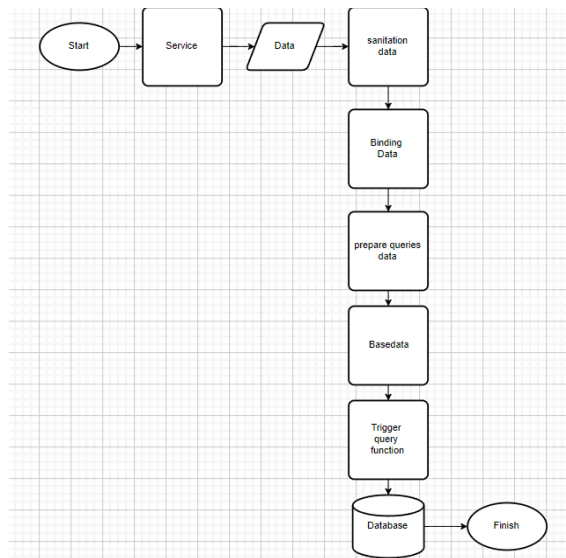 Start
Service
Data
sanitation
data
Binding
Data
prepare queries
data
Basedata
Trigger
query
function
Database
Finish